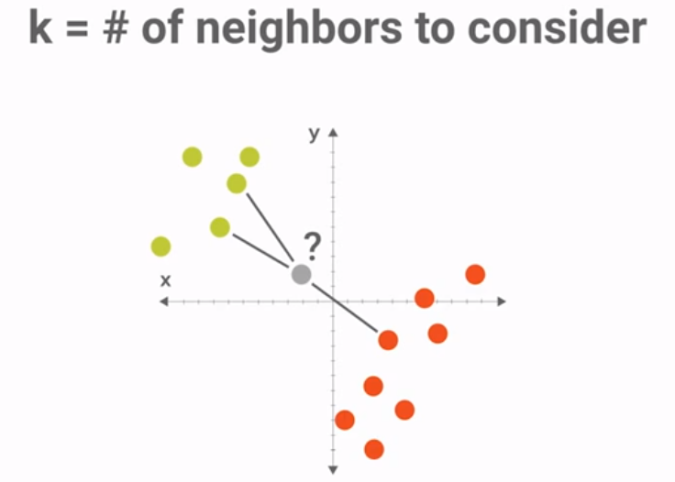 k = # of neighbors to consider
y
?
x